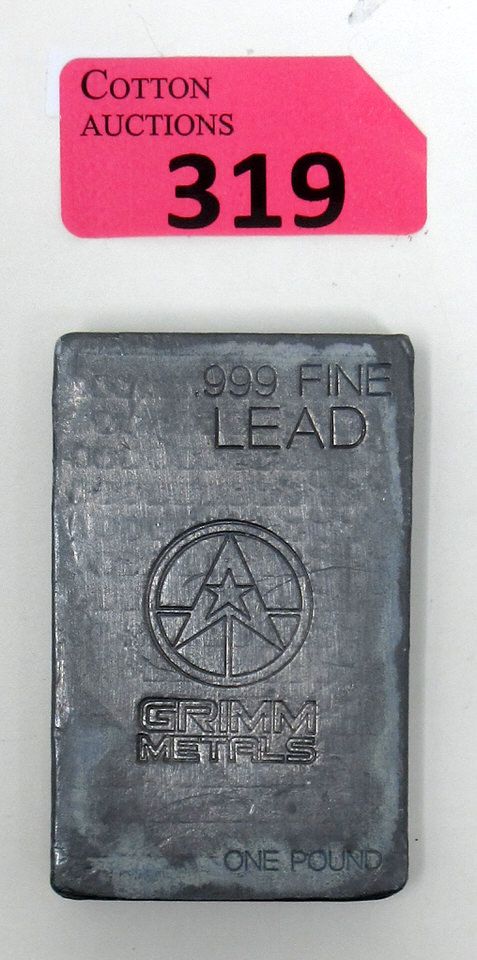 COTTON
AUCTIONS
319
.999 FINE
LEAD
GRIMM
METALS
ONE POUND